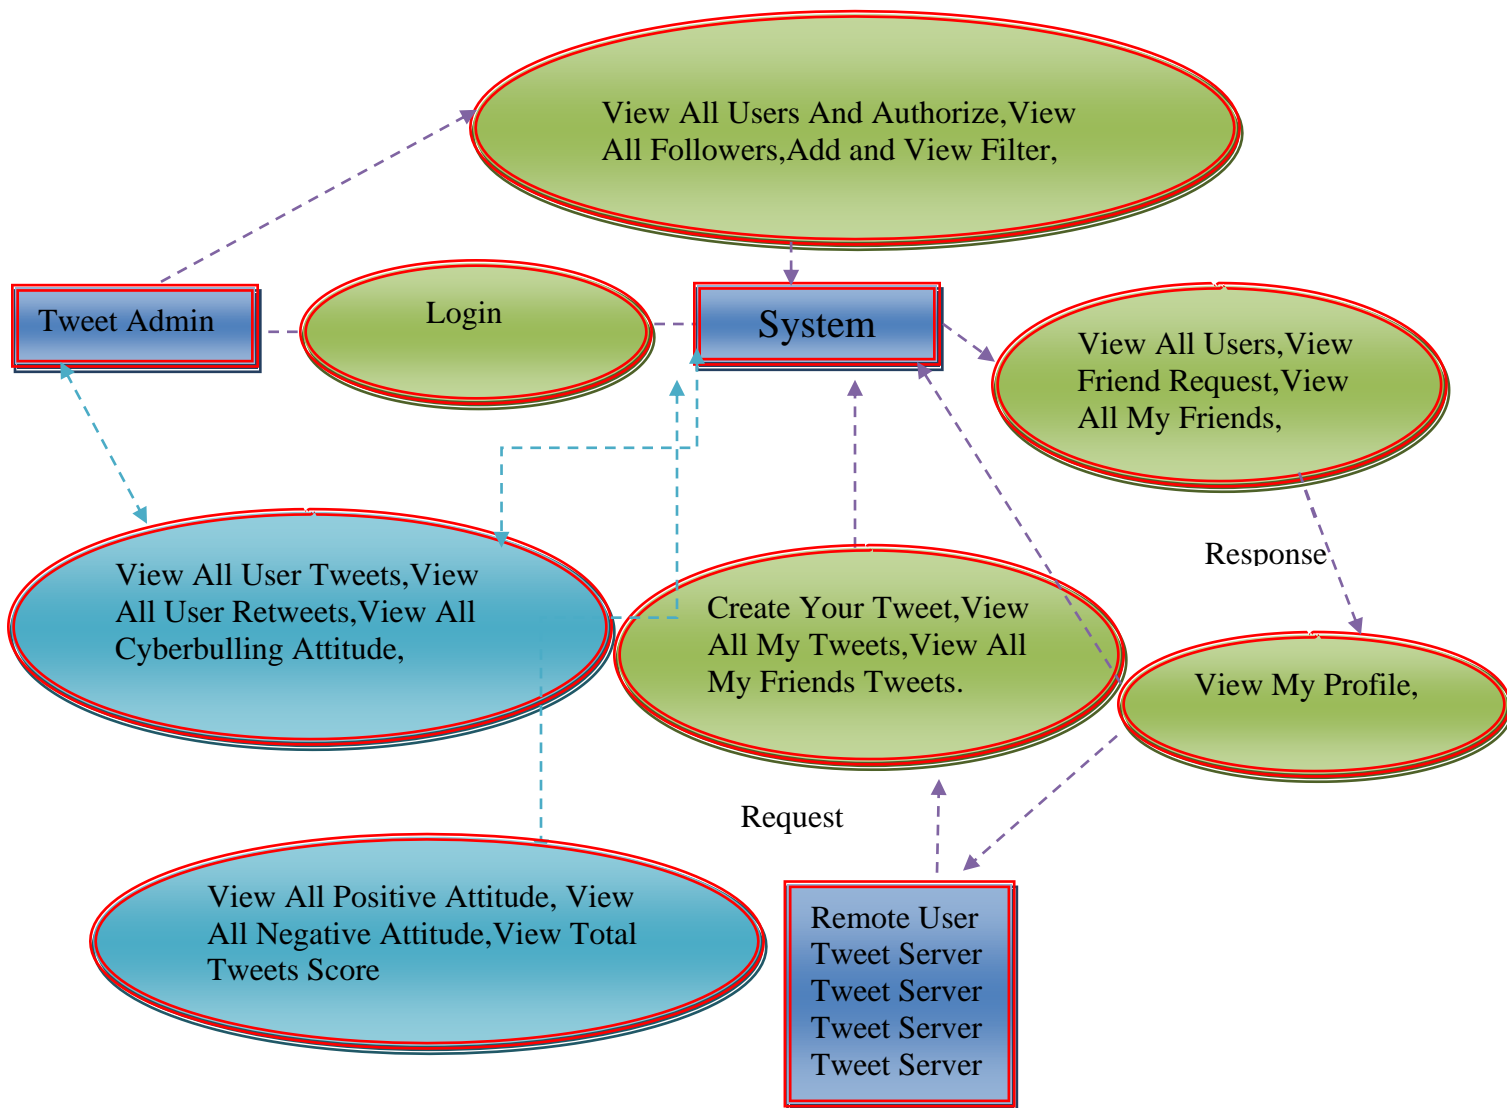 View All Users And Authorize,View
All Followers,Add and View Filter,
Tweet Admin
Login
System
View All Users,View
Friend Request,View
All My Friends,
Response
View All User Tweets,View
All User Retweets,View All
Cyberbulling Attitude,
Create Your Tweet,View
All My Tweets,View All
My Friends Tweets.
View My Profile,
Request
View All Positive Attitude, View
All Negative Attitude,View Total
Tweets Score
Remote User
Tweet Server
Tweet Server
Tweet Server
Tweet Server